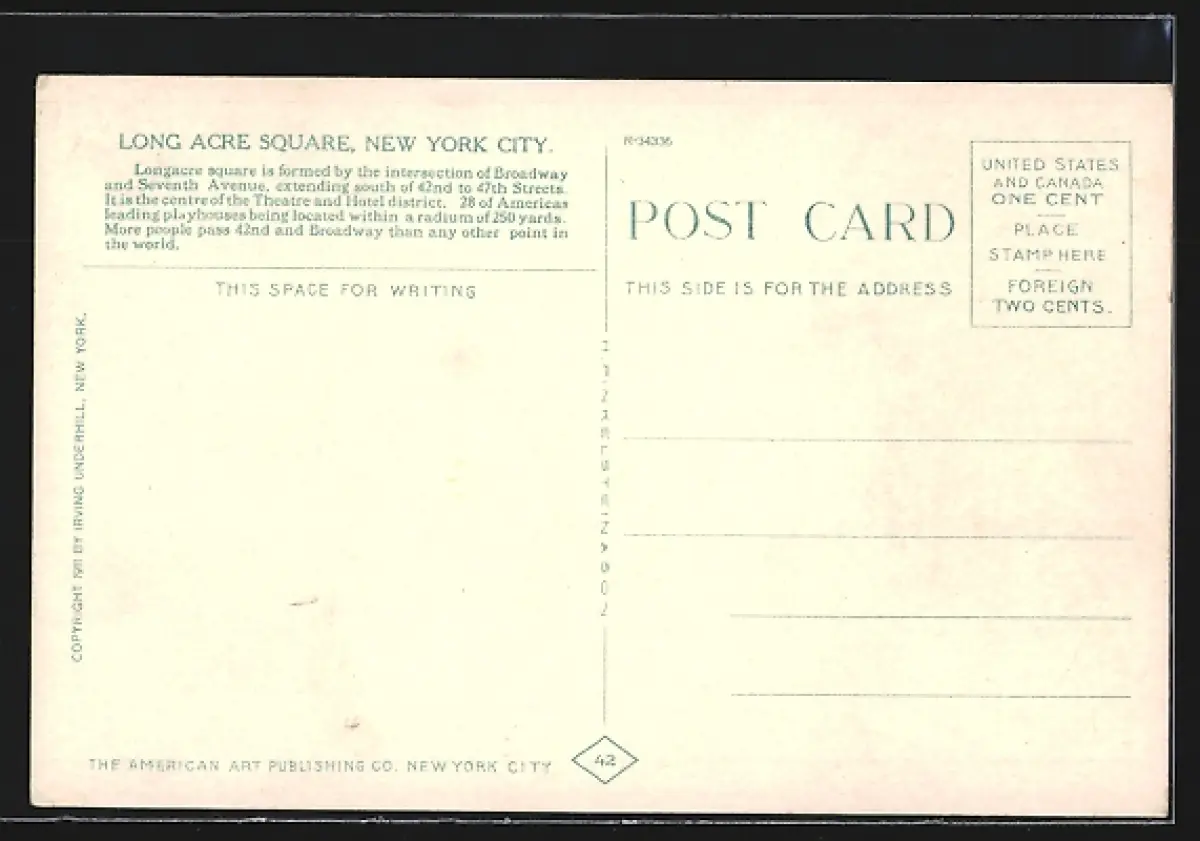 LONG ACRE SQUARE, NEW YORK CITY.
Longacre square is formed by the intersection of Broadway
and Seventh Avenue, extending south of 42nd to 47th Streets.
It is the centre of the Theatre and Hotel district. 28 of Americas
leading playhouses being located within a radium of 250 yards.
More people pass 42nd and Broadway than any other point in
the world.
THIS SPACE FOR WRITING
COPYRIGHT 1911 BY IRVING UNDERHILL, NEW YORK.
THE AMERICAN ART PUBLISHING CO. NEW YORK CITY
42
R-34336
POST CARD
THIS SIDE IS FOR THE ADDRESS
UNITED STATES
AND CANADA
ONE CENT
PLACE
STAMP HERE
FOREIGN
TWO CENTS.